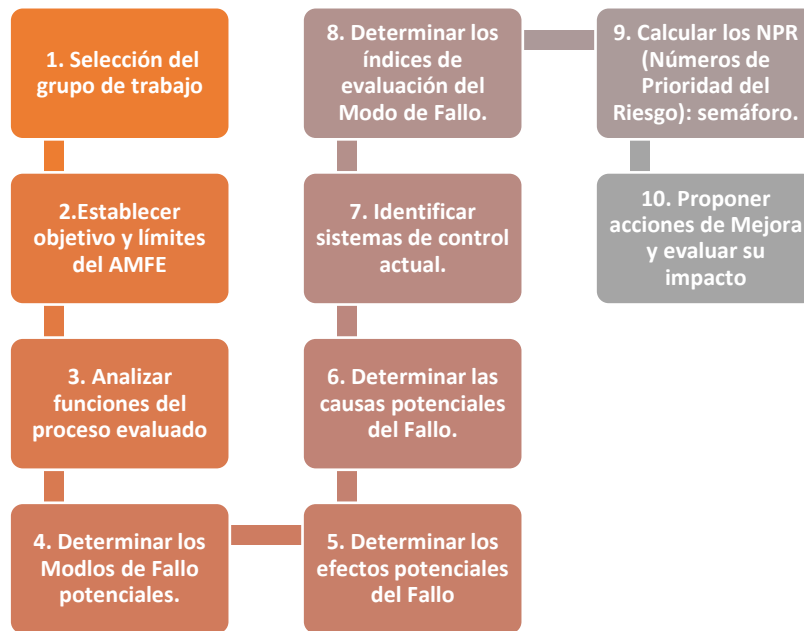 1. Selección del
grupo de trabajo
2.Establecer
objetivo y límites
del AMFE
3. Analizar
funciones del
proceso evaluado
4. Determinar los
Modlos de Fallo
potenciales.
5. Determinar los
efectos potenciales
del Fallo
6. Determinar las
causas potenciales
del Fallo.
7. Identificar
sistemas de control
actual.
8. Determinar los
índices de
evaluación del
Modo de Fallo.
9. Calcular los NPR
(Números de
Prioridad del
Riesgo): semáforo.
10. Proponer
acciones de Mejora
y evaluar su
impacto